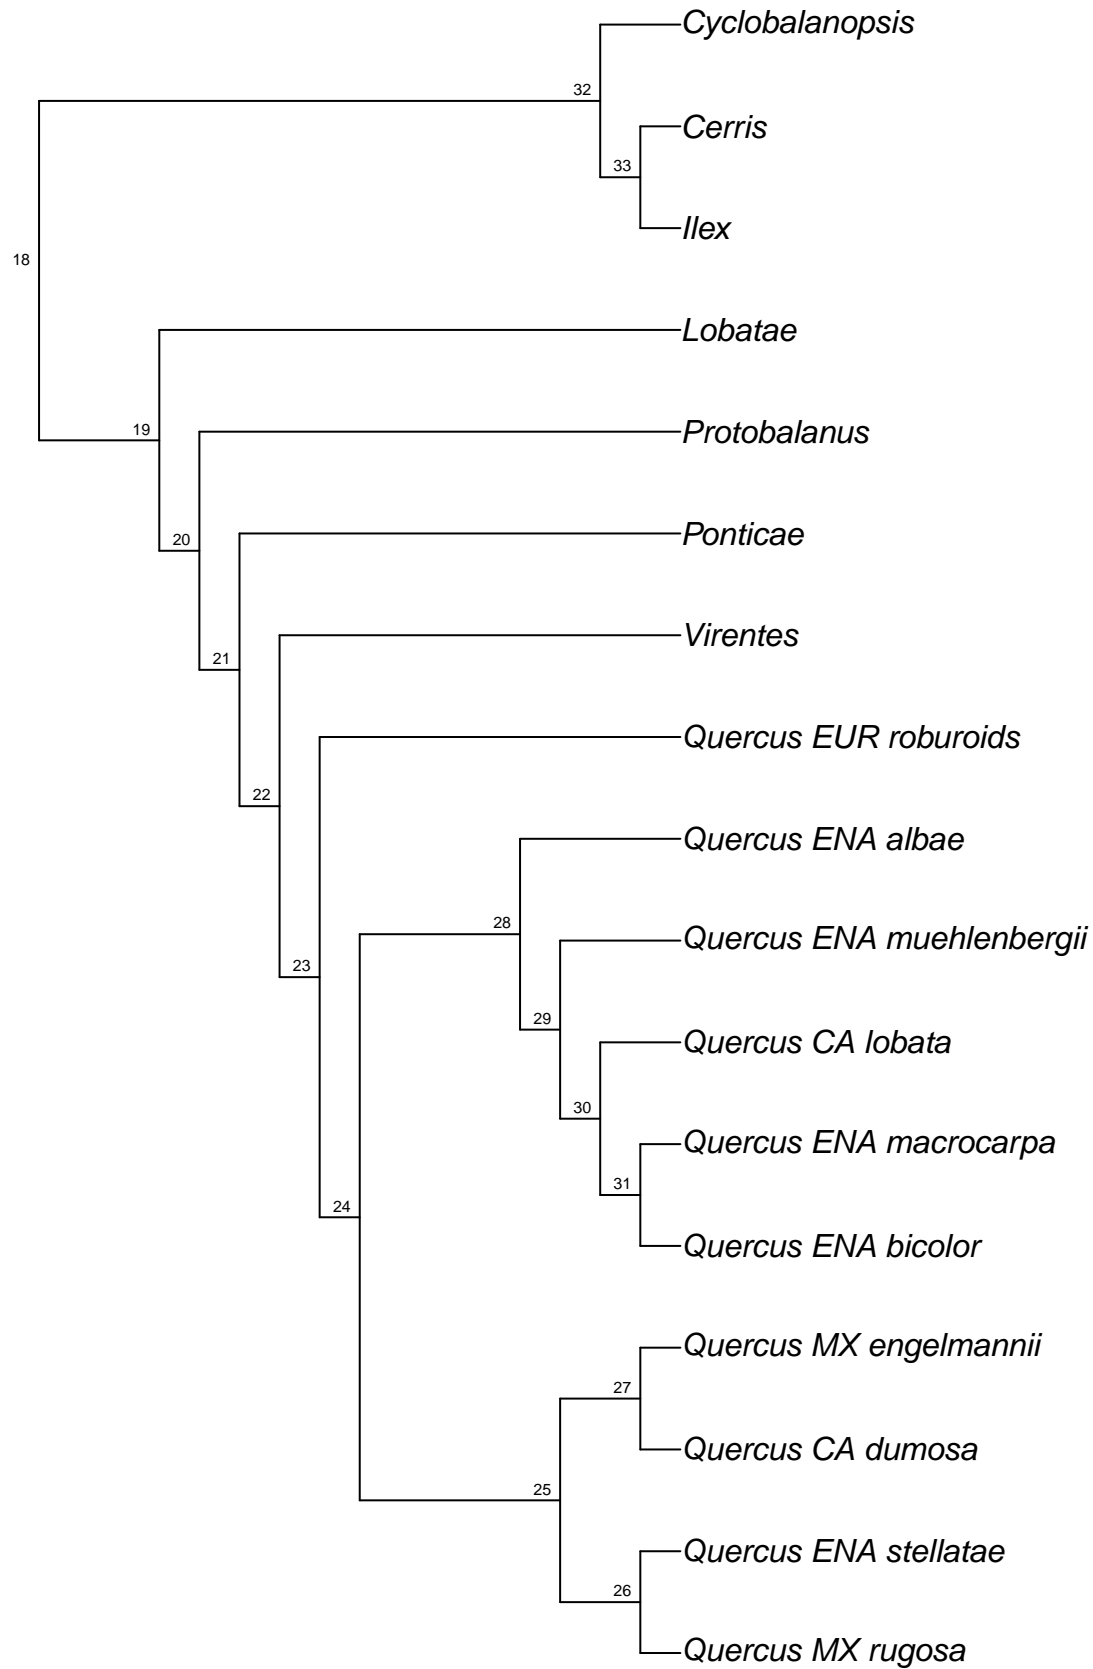 Cyclobalanopsis
32
Cerris
33
Ilex
18
Lobatae
19
Protobalanus
20
Ponticae
Virentes
21
Quercus EUR roburoids
22
Quercus ENA albae
28
Quercus ENA muehlenbergii
23
29
Quercus CA lobata
30
Quercus ENA macrocarpa
31
24
Quercus ENA bicolor
Quercus MX engelmannii
27
Quercus CA dumosa
25
Quercus ENA stellatae
26
Quercus MX rugosa